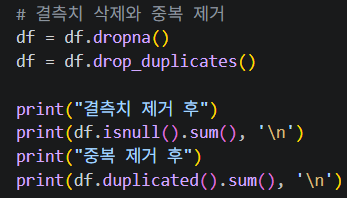 # 결측치 삭제와 중복 제거
df = df.dropna()
df = df.drop_duplicates()
print("결측치 제거 후")
print(df.isnull().sum(), '\n')
print("중복 제거 후")
print(df.duplicated().sum(), '\n')